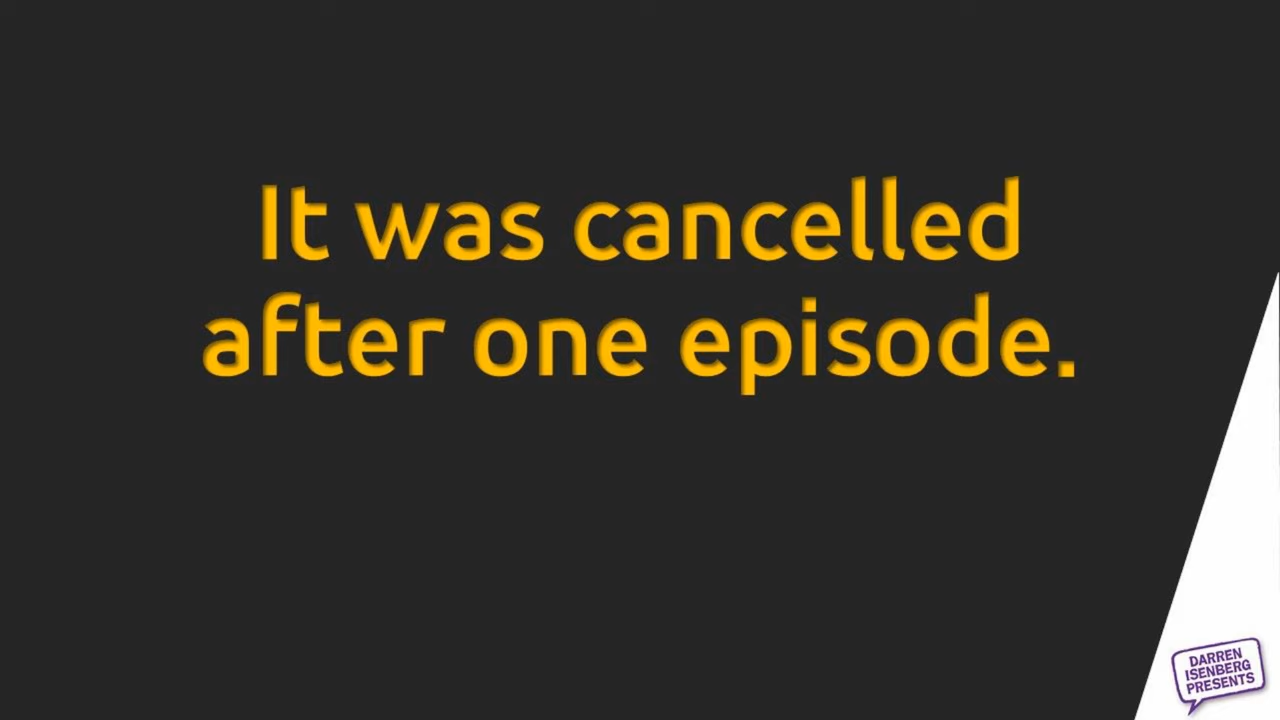 It was cancelled
after one episode.
DARREN
ISENBERG
PRESENTS